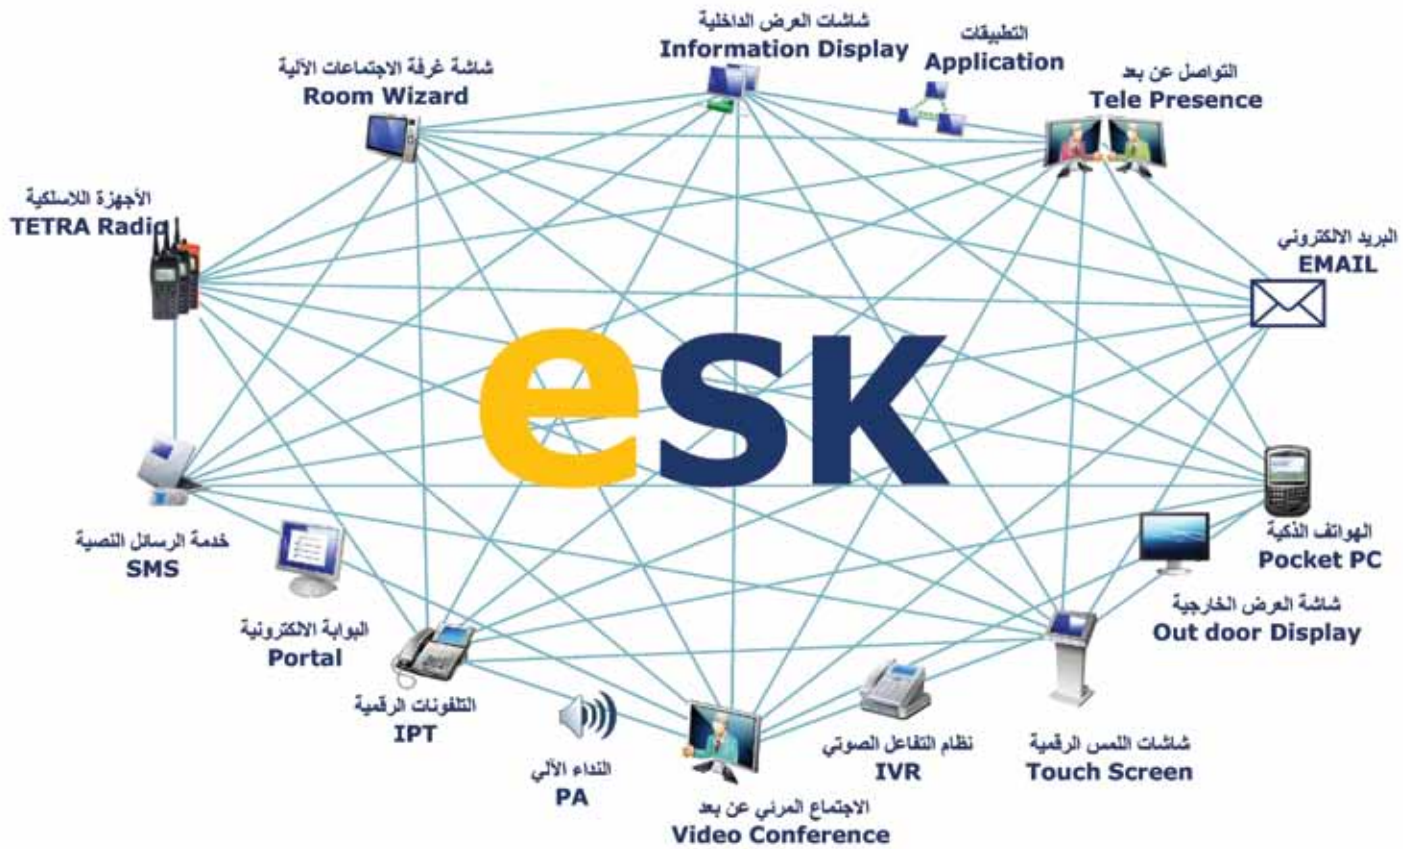 شاشات العرض الداخلية
Information Display
التطبيقات
Application
شاشة غرفة الاجتماعات الآلية
Room Wizard
التواصل عن بعد
Tele Presence
الأجهزة اللاسلكية
TETRA Radio
البريد الالكتروني
EMAIL
esk
خدمة الرسائل النصية
SMS
الهواتف الذكية
Pocket PC
شاشة العرض الخارجية
Out door Display
البوابة الالكترونية
Portal
التلفونات الرقمية
IPT
النداء الآلي
PA
الاجتماع المرئي عن بعد
Video Conference
نظام التفاعل الصوتي
IVR
شاشات اللمس الرقمية
Touch Screen